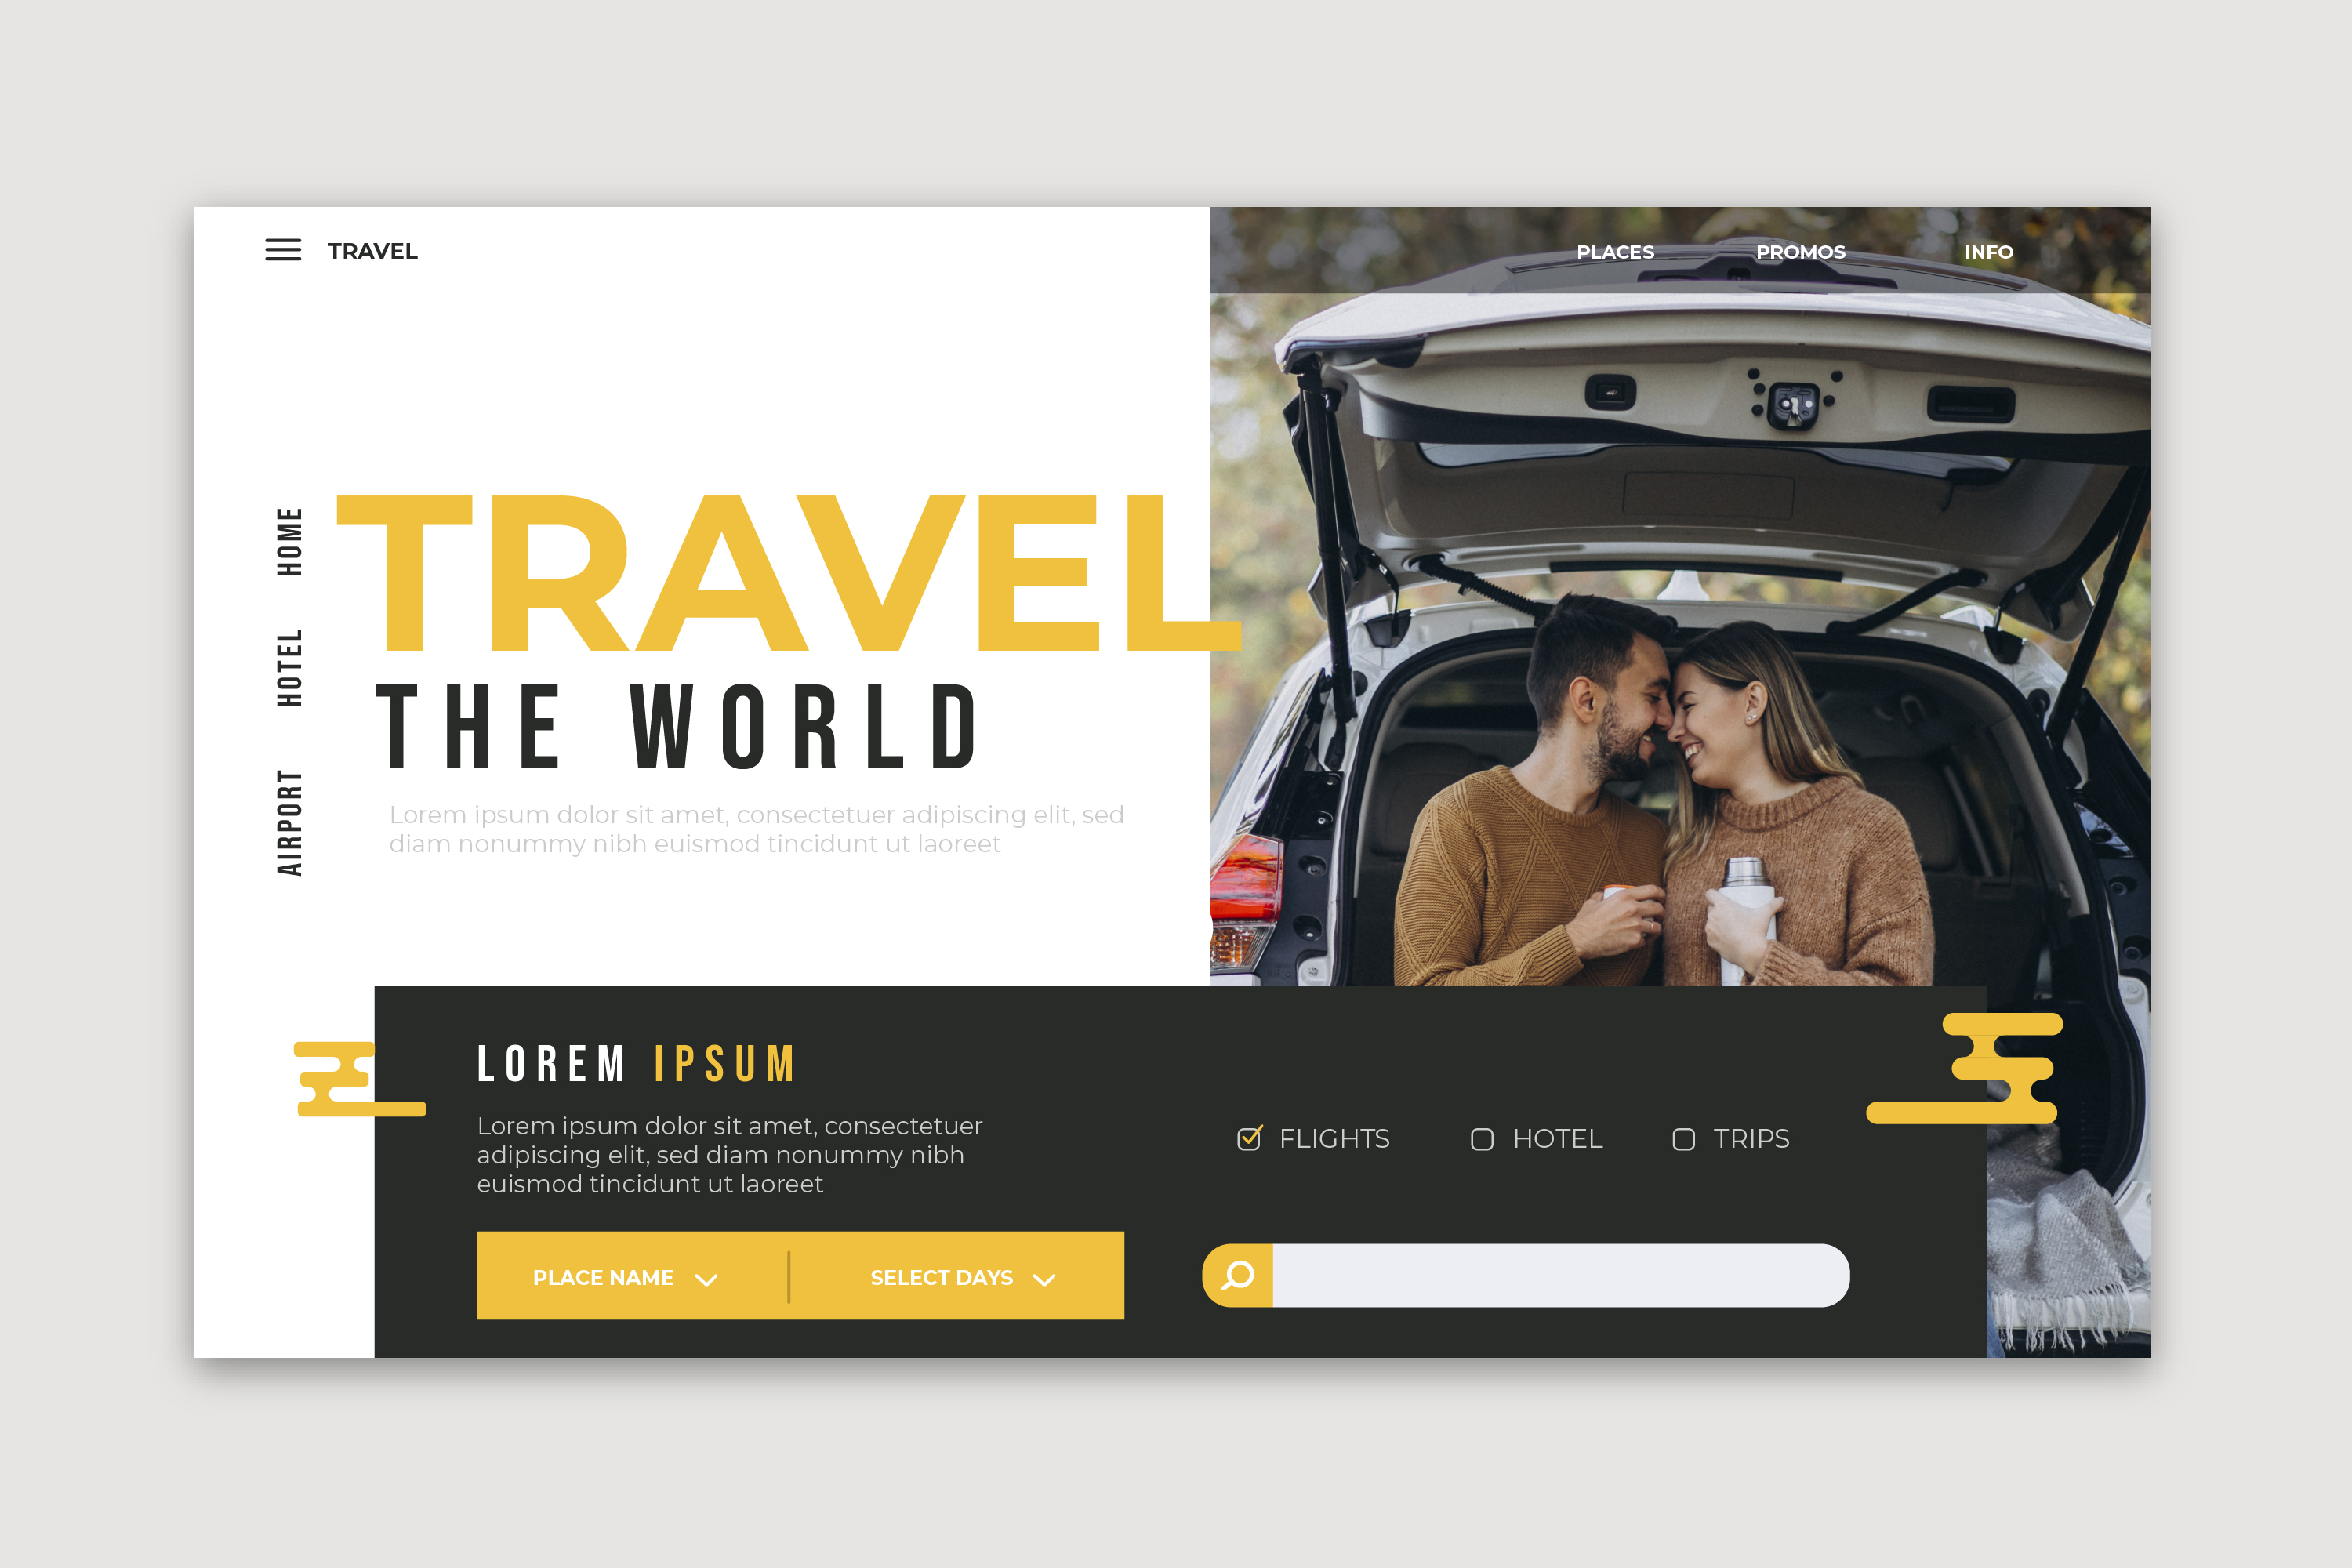 TRAVEL
PLACES
PROMOS
INFO
HOME
HOTEL
AIRPORT
TRAVEL
THE WORLD
Lorem ipsum dolor sit amet, consectetuer adipiscing elit, sed
diam nonummy nibh euismod tincidunt ut laoreet
LOREM IPSUM
Lorem ipsum dolor sit amet, consectetuer
adipiscing elit, sed diam nonummy nibh
euismod tincidunt ut laoreet
PLACE NAME
SELECT DAYS
FLIGHTS
HOTEL
TRIPS